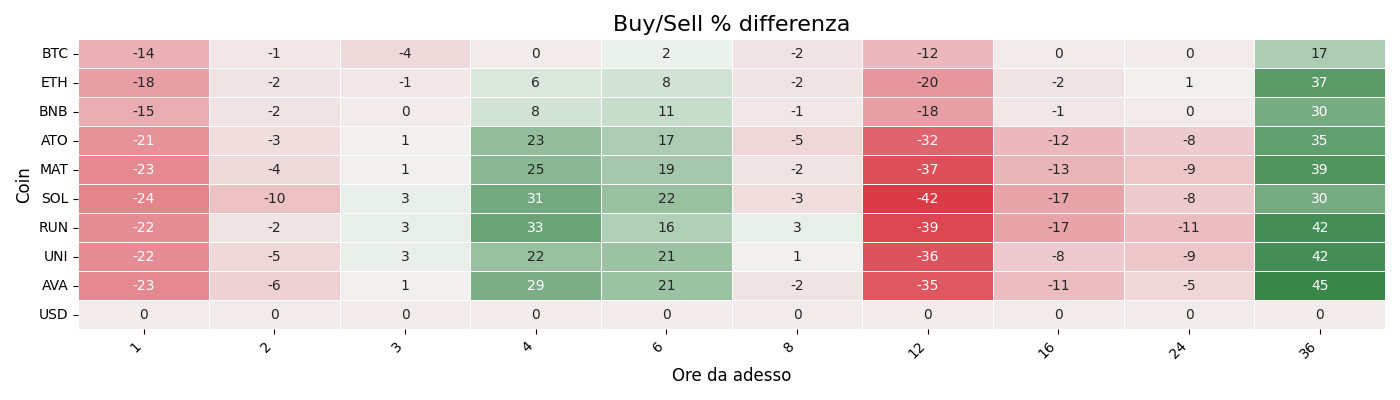 Buy/Sell % differenza
Coin
BTC -14 -1 -4 0 2 -2 -12 0 0 17
ETH -18 -2 -1 6 8 -2 -20 -2 1 37
BNB -15 -2 0 8 11 -1 -18 -1 0 30
ATO -21 -3 1 23 17 -5 -32 -12 -8 35
MAT -23 -4 1 25 19 -2 -37 -13 -9 39
SOL -24 -10 3 31 22 -3 -42 -17 -8 30
RUN -22 -2 3 33 16 3 -39 -17 -11 42
UNI -22 -5 3 22 21 1 -36 -8 -9 42
AVA -23 -6 1 29 21 -2 -35 -11 -5 45
USD 0 0 0 0 0 0 0 0 0 0
1 2 3 4 6 8 12 16 24 36
Ore da adesso